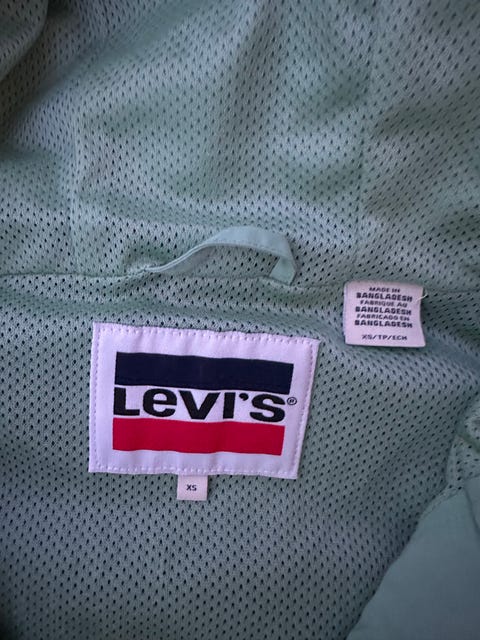 MADE IN
BANGLADESH
FABRIQUE AU
BANGLADESH
FABRICADO EN
BANGLADESH
XS/TP/ECH
LEVI'S®
XS